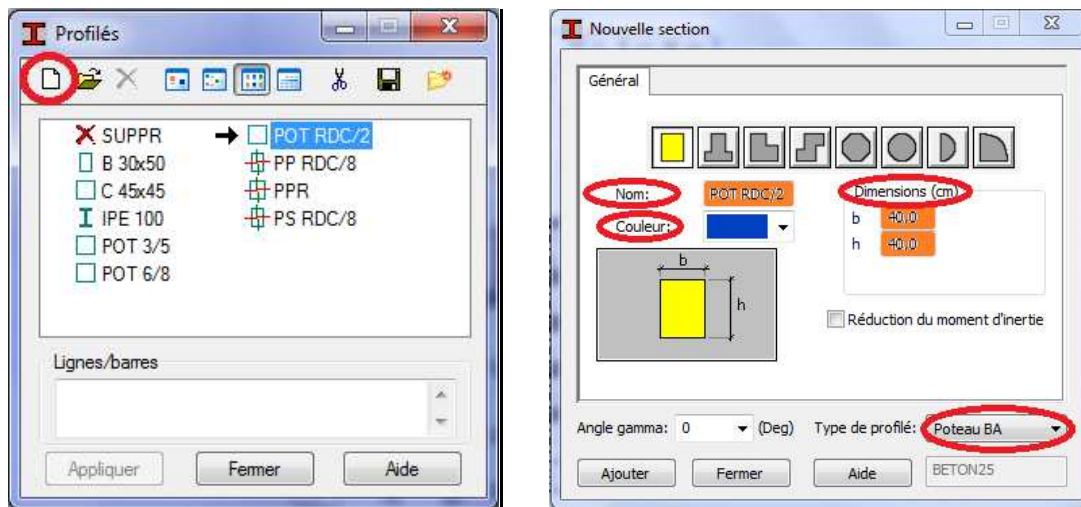 Profilés
SUPPR
B 30x50
C 45x45
IPE 100
POT 3/5
POT 6/8
POT RDC/2
PP RDC/8
PPR
PS RDC/8
Lignes/barres
Appliquer Fermer Aide
Nouvelle section
Général
Nom: POT RDC/2
Couleur:
Dimensions (cm)
b 40,0
h 40,0
b
h
Réduction du moment d'inertie
Angle gamma: 0 (Deg) Type de profilé: Poteau BA
Ajouter Fermer Aide BETON25